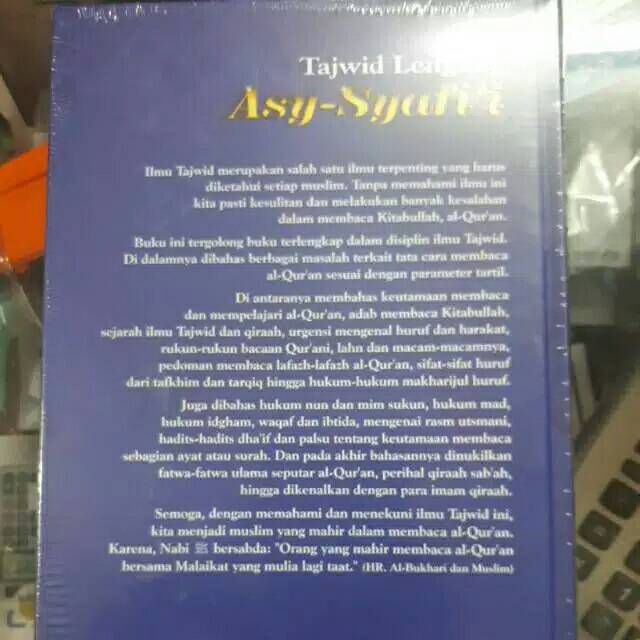 Tajwid Lengkap
Asy-Syafi'i
Ilmu Tajwid merupakan salah satu ilmu terpenting yang harus
diketahui setiap muslim. Tanpa memahami ilmu ini
kita pasti kesulitan dan melakukan banyak kesalahan
dalam membaca Kitabullah, al-Qur'an.
Buku ini tergolong buku terlengkap dalam disiplin ilmu Tajwid.
Di dalamnya dibahas berbagai masalah terkait tata cara membaca
al-Qur'an sesuai dengan parameter tartil.
Di antaranya membahas keutamaan membaca
dan mempelajari al-Qur'an, adab membaca Kitabullah,
sejarah ilmu Tajwid dan qiraah, urgensi mengenal huruf dan harakat,
rukun-rukun bacaan Qur'ani, lahn dan macam-macamnya,
pedoman membaca lafazh-lafazh al-Qur'an, sifat-sifat huruf
dari tafkhim dan tarqiq hingga hukum-hukum makharijul huruf.
Juga dibahas hukum nun dan mim sukun, hukum mad,
hukum idgham, waqaf dan ibtida, mengenai rasm utsmani,
hadits-hadits dha'if dan palsu tentang keutamaan membaca
sebagian ayat atau surah. Dan pada akhir bahasannya dinukilkan
fatwa-fatwa ulama seputar al-Qur'an, perihal qiraah sab'ah,
hingga dikenalkan dengan para imam qiraah.
Semoga, dengan memahami dan menekuni ilmu Tajwid ini,
kita menjadi muslim yang mahir dalam membaca al-Qur'an.
Karena, Nabi ﷺ bersabda: "Orang yang mahir membaca al-Qur'an
bersama Malaikat yang mulia lagi taat." (HR. Al-Bukhari dan Muslim)